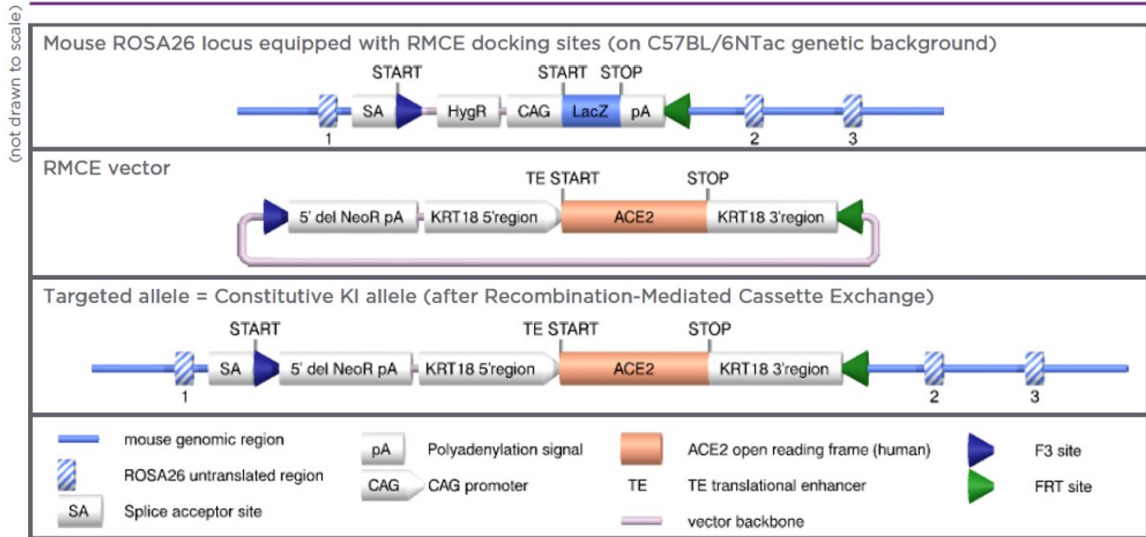 (not drawn to scale)
Mouse ROSA26 locus equipped with RMCE docking sites (on C57BL/6NTac genetic background)
START START STOP
SA HygR CAG LacZ pA
1 2 3
RMCE vector
TE START STOP
5' del NeoR pA KRT18 5'region ACE2 KRT18 3'region
Targeted allele = Constitutive KI allele (after Recombination-Mediated Cassette Exchange)
START TE START STOP
SA 5' del NeoR pA KRT18 5'region ACE2 KRT18 3'region
1 2 3
mouse genomic region
ROSA26 untranslated region
SA Splice acceptor site
pA Polyadenylation signal
CAG CAG promoter
ACE2 open reading frame (human)
TE TE translational enhancer
vector backbone
F3 site
FRT site